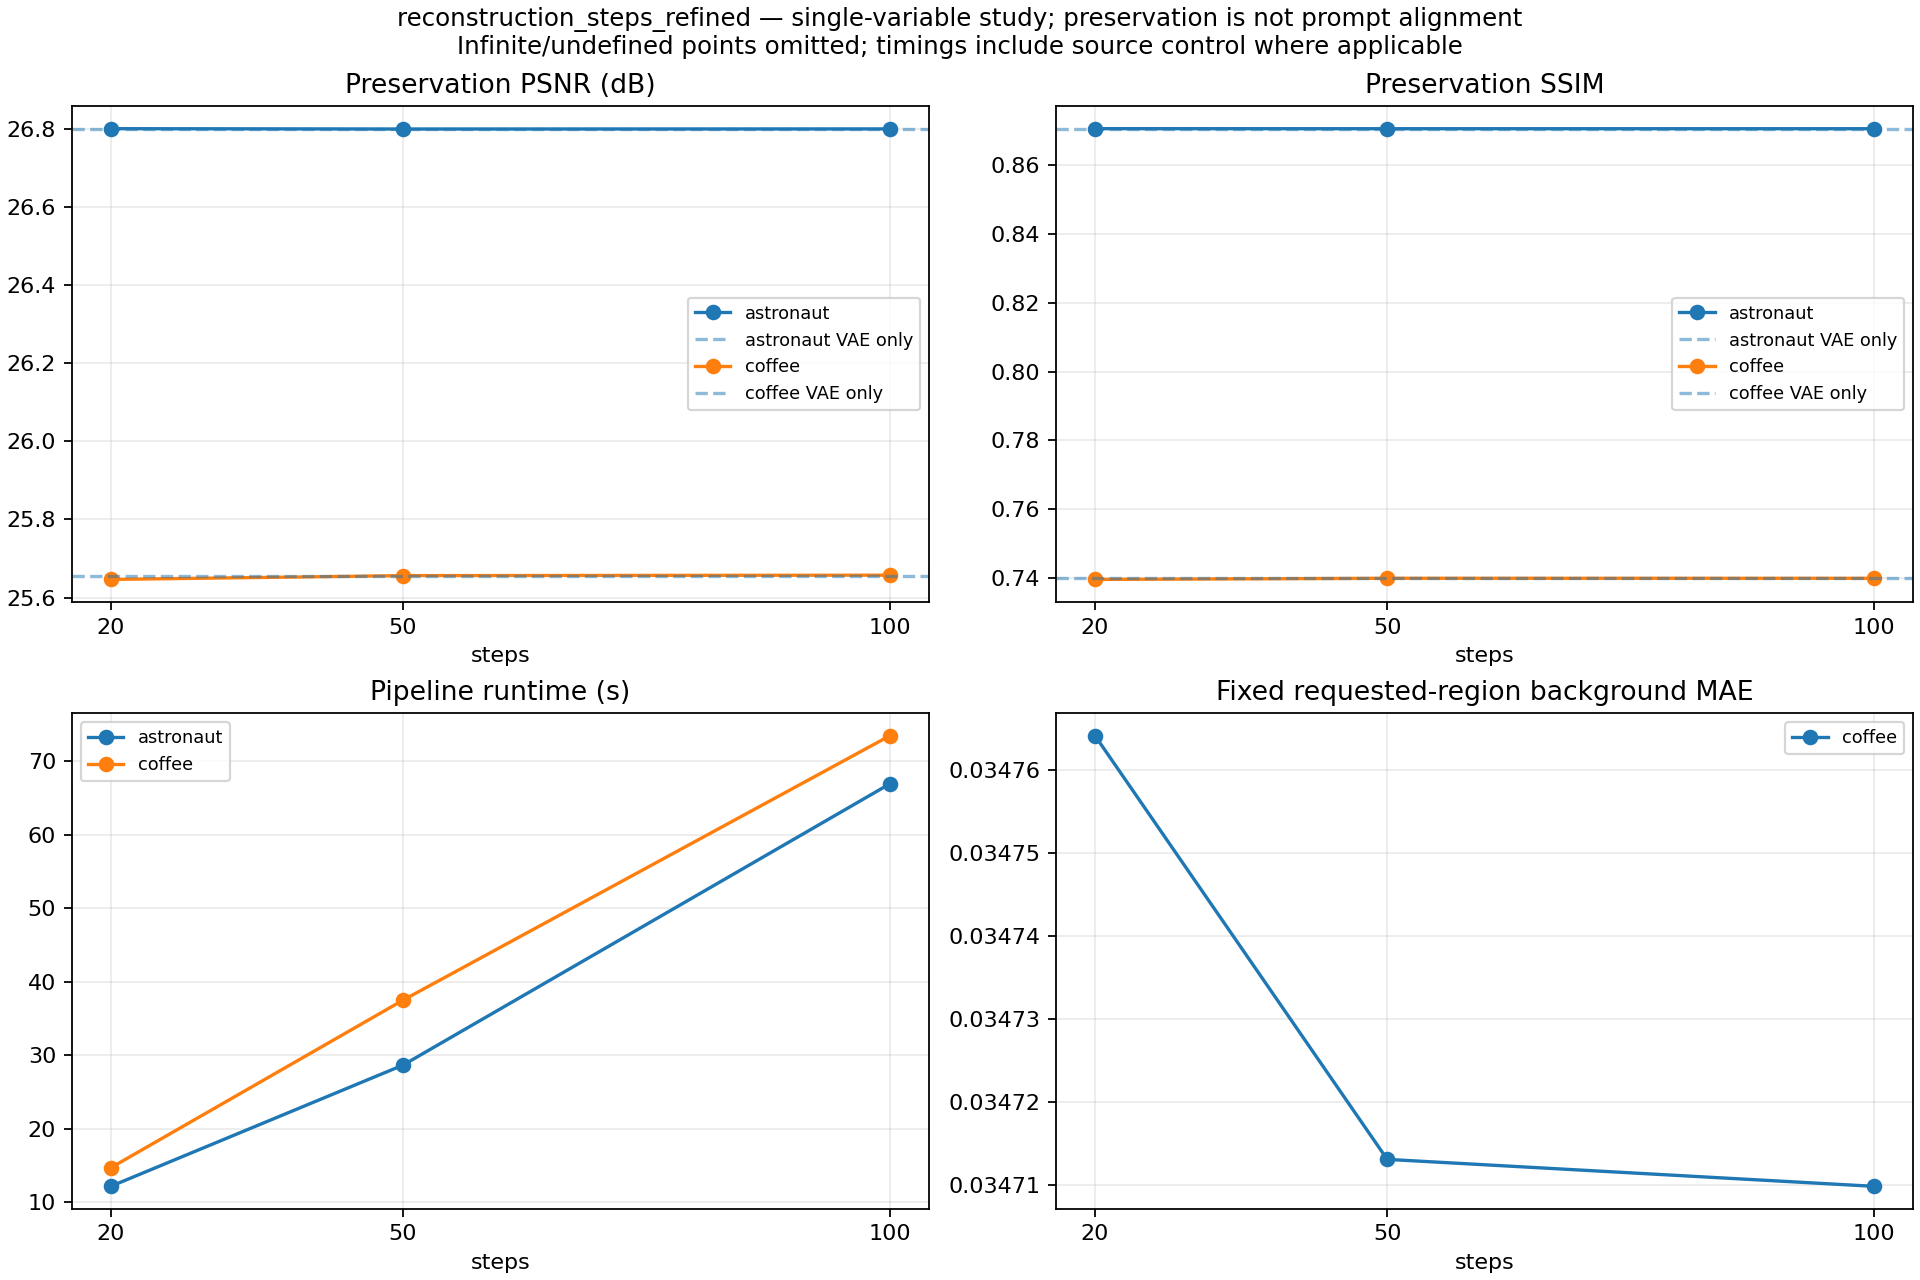 reconstruction_steps_refined — single-variable study; preservation is not prompt alignment
Infinite/undefined points omitted; timings include source control where applicable
Preservation PSNR (dB)
26.8
26.6
26.4
26.2
26.0
25.8
25.6
astronaut
astronaut VAE only
coffee
coffee VAE only
20
50
100
steps
Preservation SSIM
0.86
0.84
0.82
0.80
0.78
0.76
0.74
astronaut
astronaut VAE only
coffee
coffee VAE only
20
50
100
steps
Pipeline runtime (s)
astronaut
coffee
70
60
50
40
30
20
10
20
50
100
steps
Fixed requested-region background MAE
coffee
0.03476
0.03475
0.03474
0.03473
0.03472
0.03471
20
50
100
steps